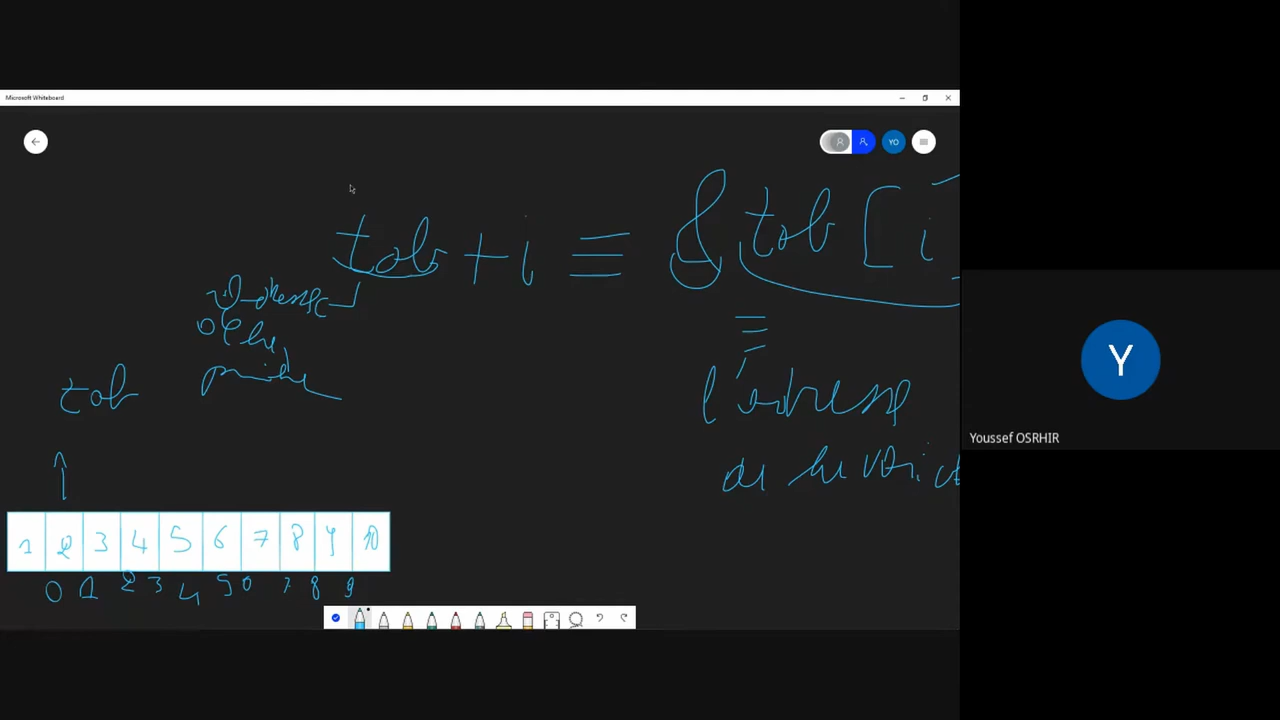 Microsoft Whiteboard
YO
tab + i ≡ & tab [ i
l'adresse
de la
tab
1 2 3 4 5 6 7 8 9 10
0 1 2 3 4 5 6 7 8 9
Y
Youssef OSRHIR